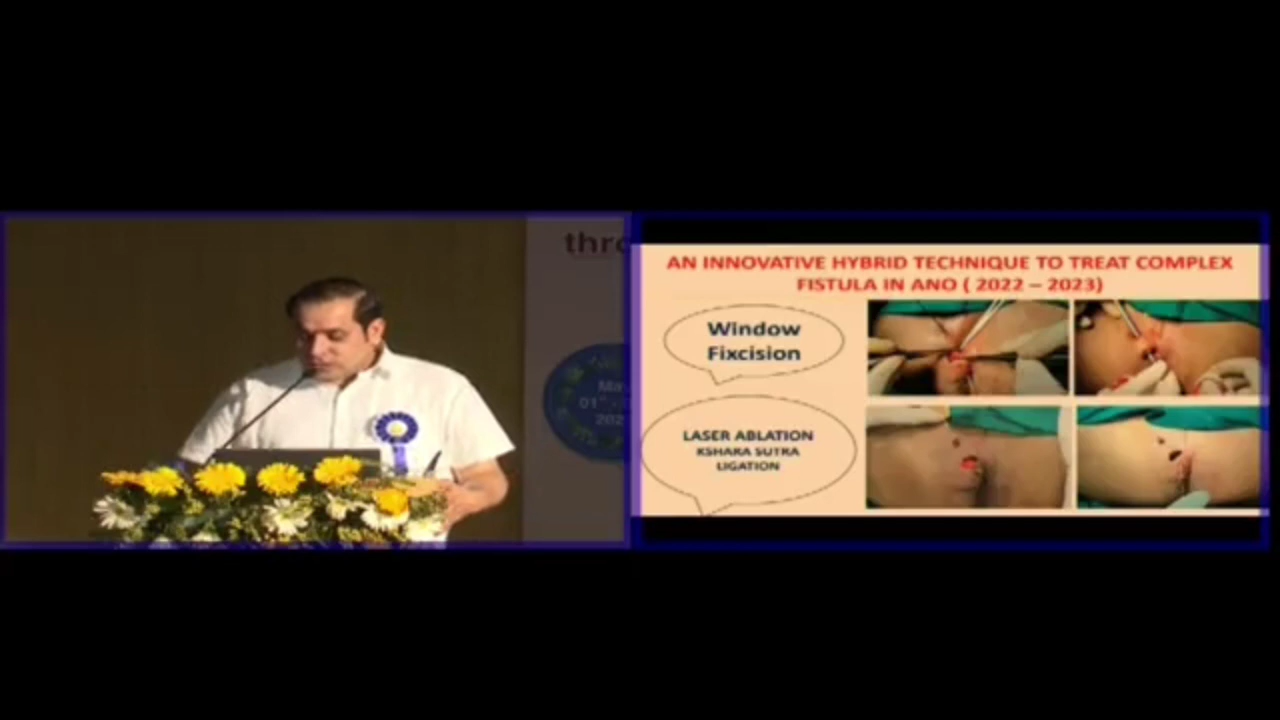 AN INNOVATIVE HYBRID TECHNIQUE TO TREAT COMPLEX
FISTULA IN ANO ( 2022 – 2023)
Window
Fixcision
LASER ABLATION
KSHARA SUTRA
LIGATION